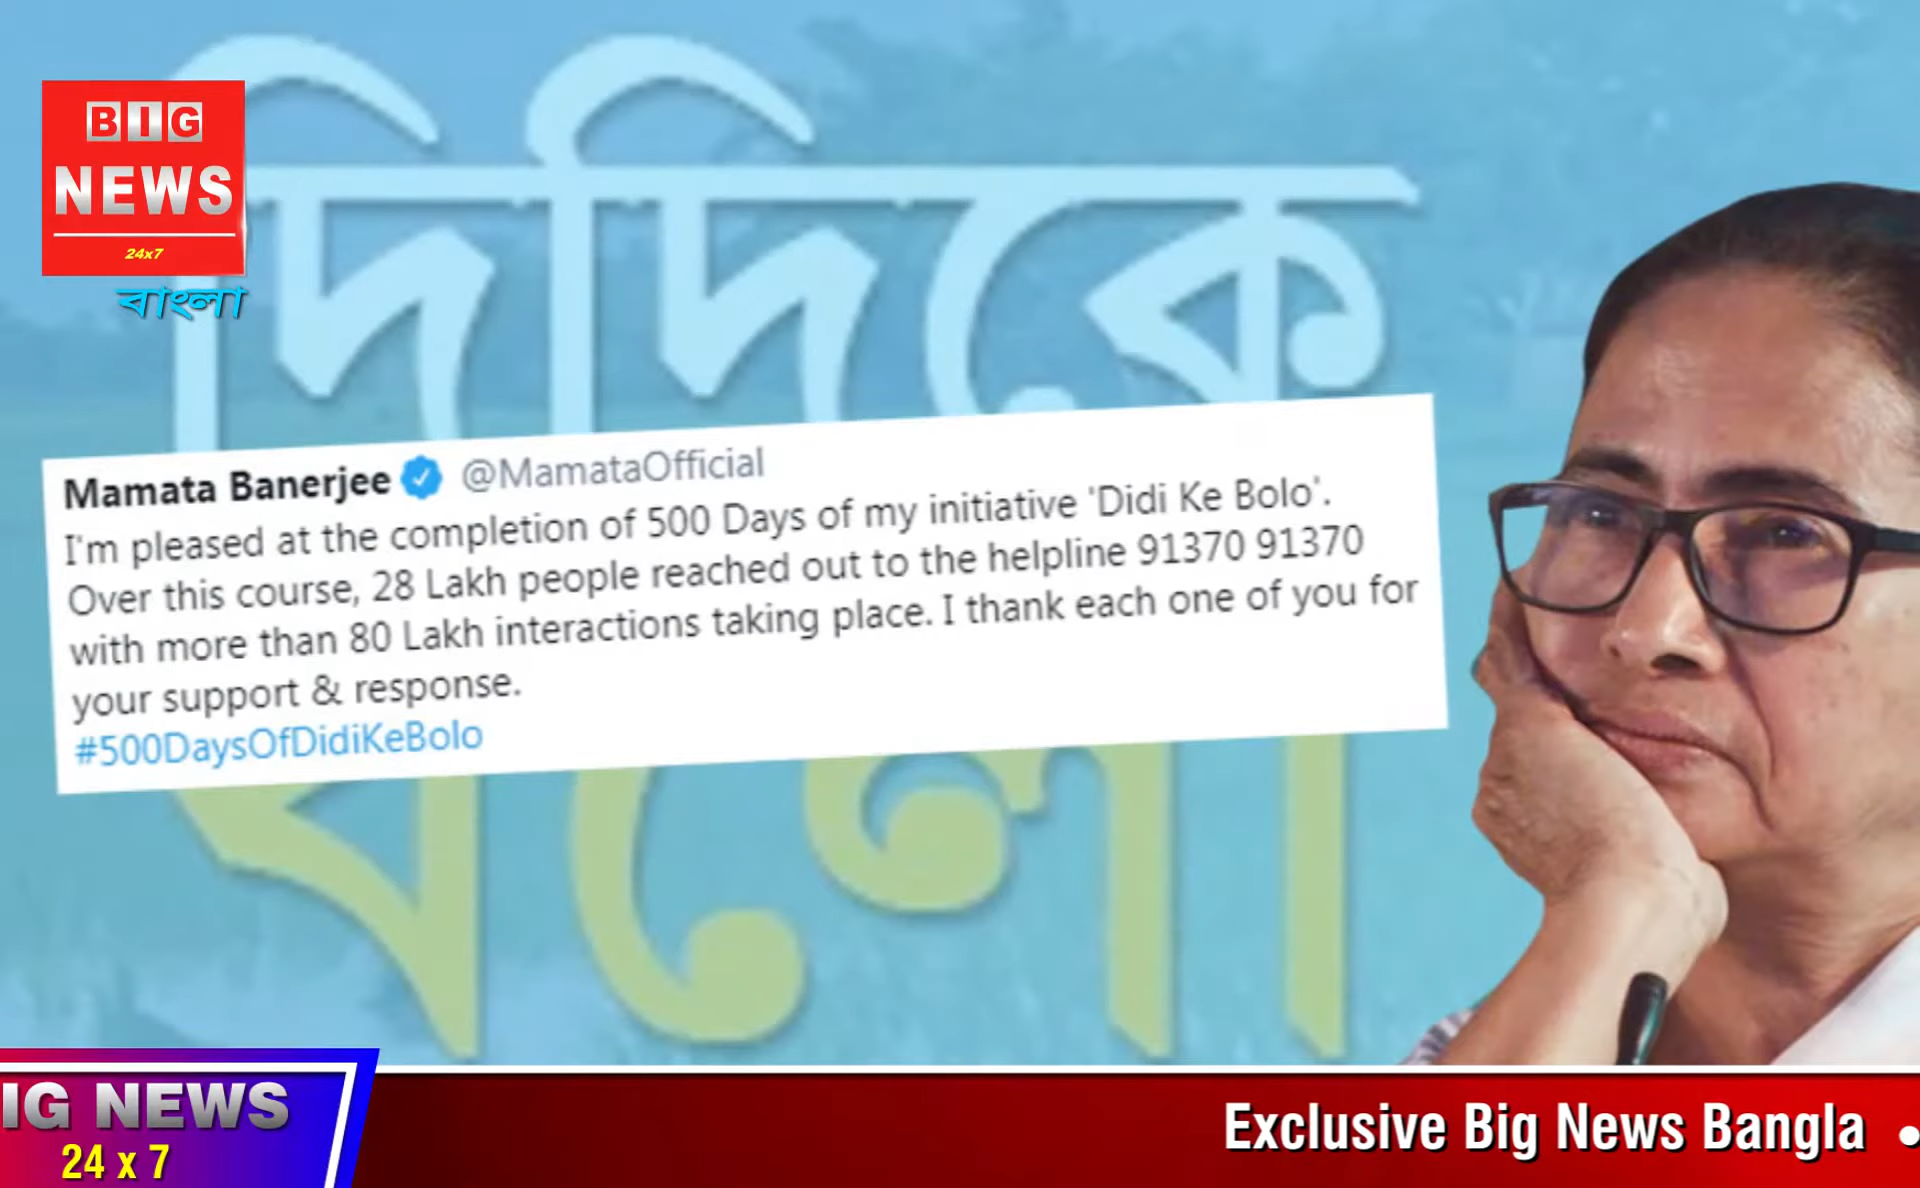 দিদিকে
BIG
NEWS
24x7
বাংলা
Mamata Banerjee @MamataOfficial
I'm pleased at the completion of 500 Days of my initiative 'Didi Ke Bolo'.
Over this course, 28 Lakh people reached out to the helpline 91370 91370
with more than 80 Lakh interactions taking place. I thank each one of you for
your support & response.
#500DaysOfDidiKeBolo
বলো
IG NEWS
24 x 7
Exclusive Big News Bangla •